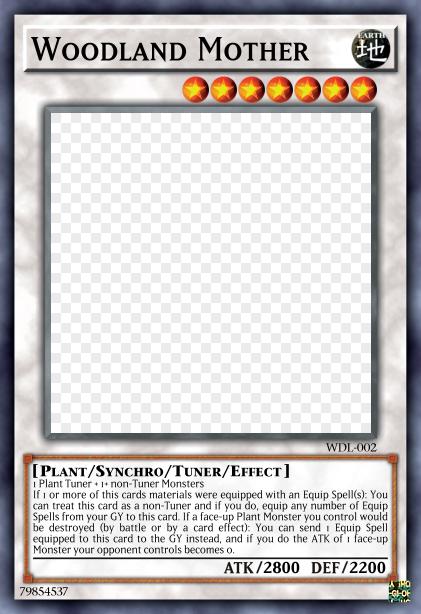 WOODLAND MOTHER
EARTH
地
WDL-002
[PLANT/SYNCHRO/TUNER/EFFECT]
1 Plant Tuner + 1+ non-Tuner Monsters
If 1 or more of this cards materials were equipped with an Equip Spell(s): You
can treat this card as a non-Tuner and if you do, equip any number of Equip
Spells from your GY to this card. If a face-up Plant Monster you control would
be destroyed (by battle or by a card effect): You can send 1 Equip Spell
equipped to this card to the GY instead, and if you do the ATK of 1 face-up
Monster your opponent controls becomes 0.
ATK/2800 DEF/2200
79854537